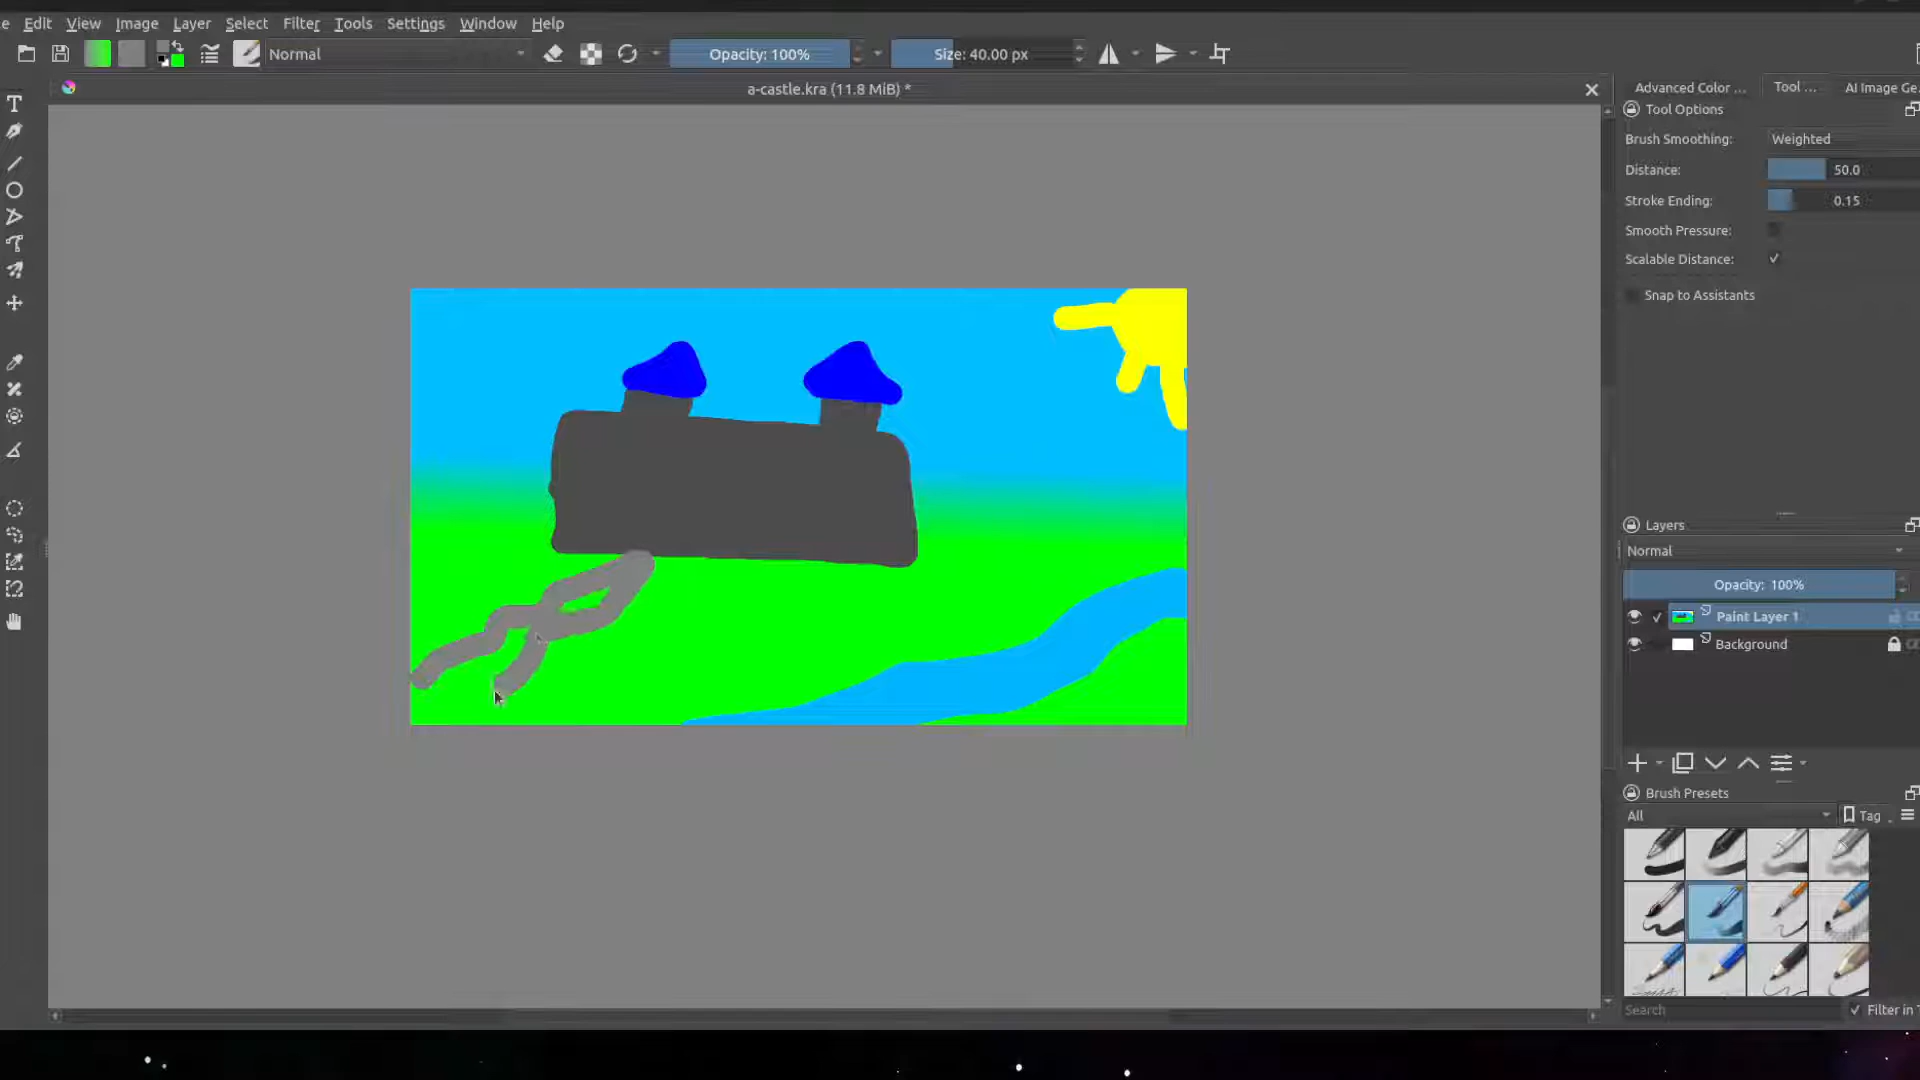 e Edit View Image Layer Select Filter Tools Settings Window Help
Normal Opacity: 100% Size: 40.00 px
a-castle.kra (11.8 MiB) *
Advanced Color ... Tool ... AI Image Ge.
Tool Options
Brush Smoothing: Weighted
Distance: 50.0
Stroke Ending: 0.15
Smooth Pressure:
Scalable Distance:
Snap to Assistants
Layers
Normal
Opacity: 100%
Paint Layer 1
Background
Brush Presets
All Tag
Search Filter in T